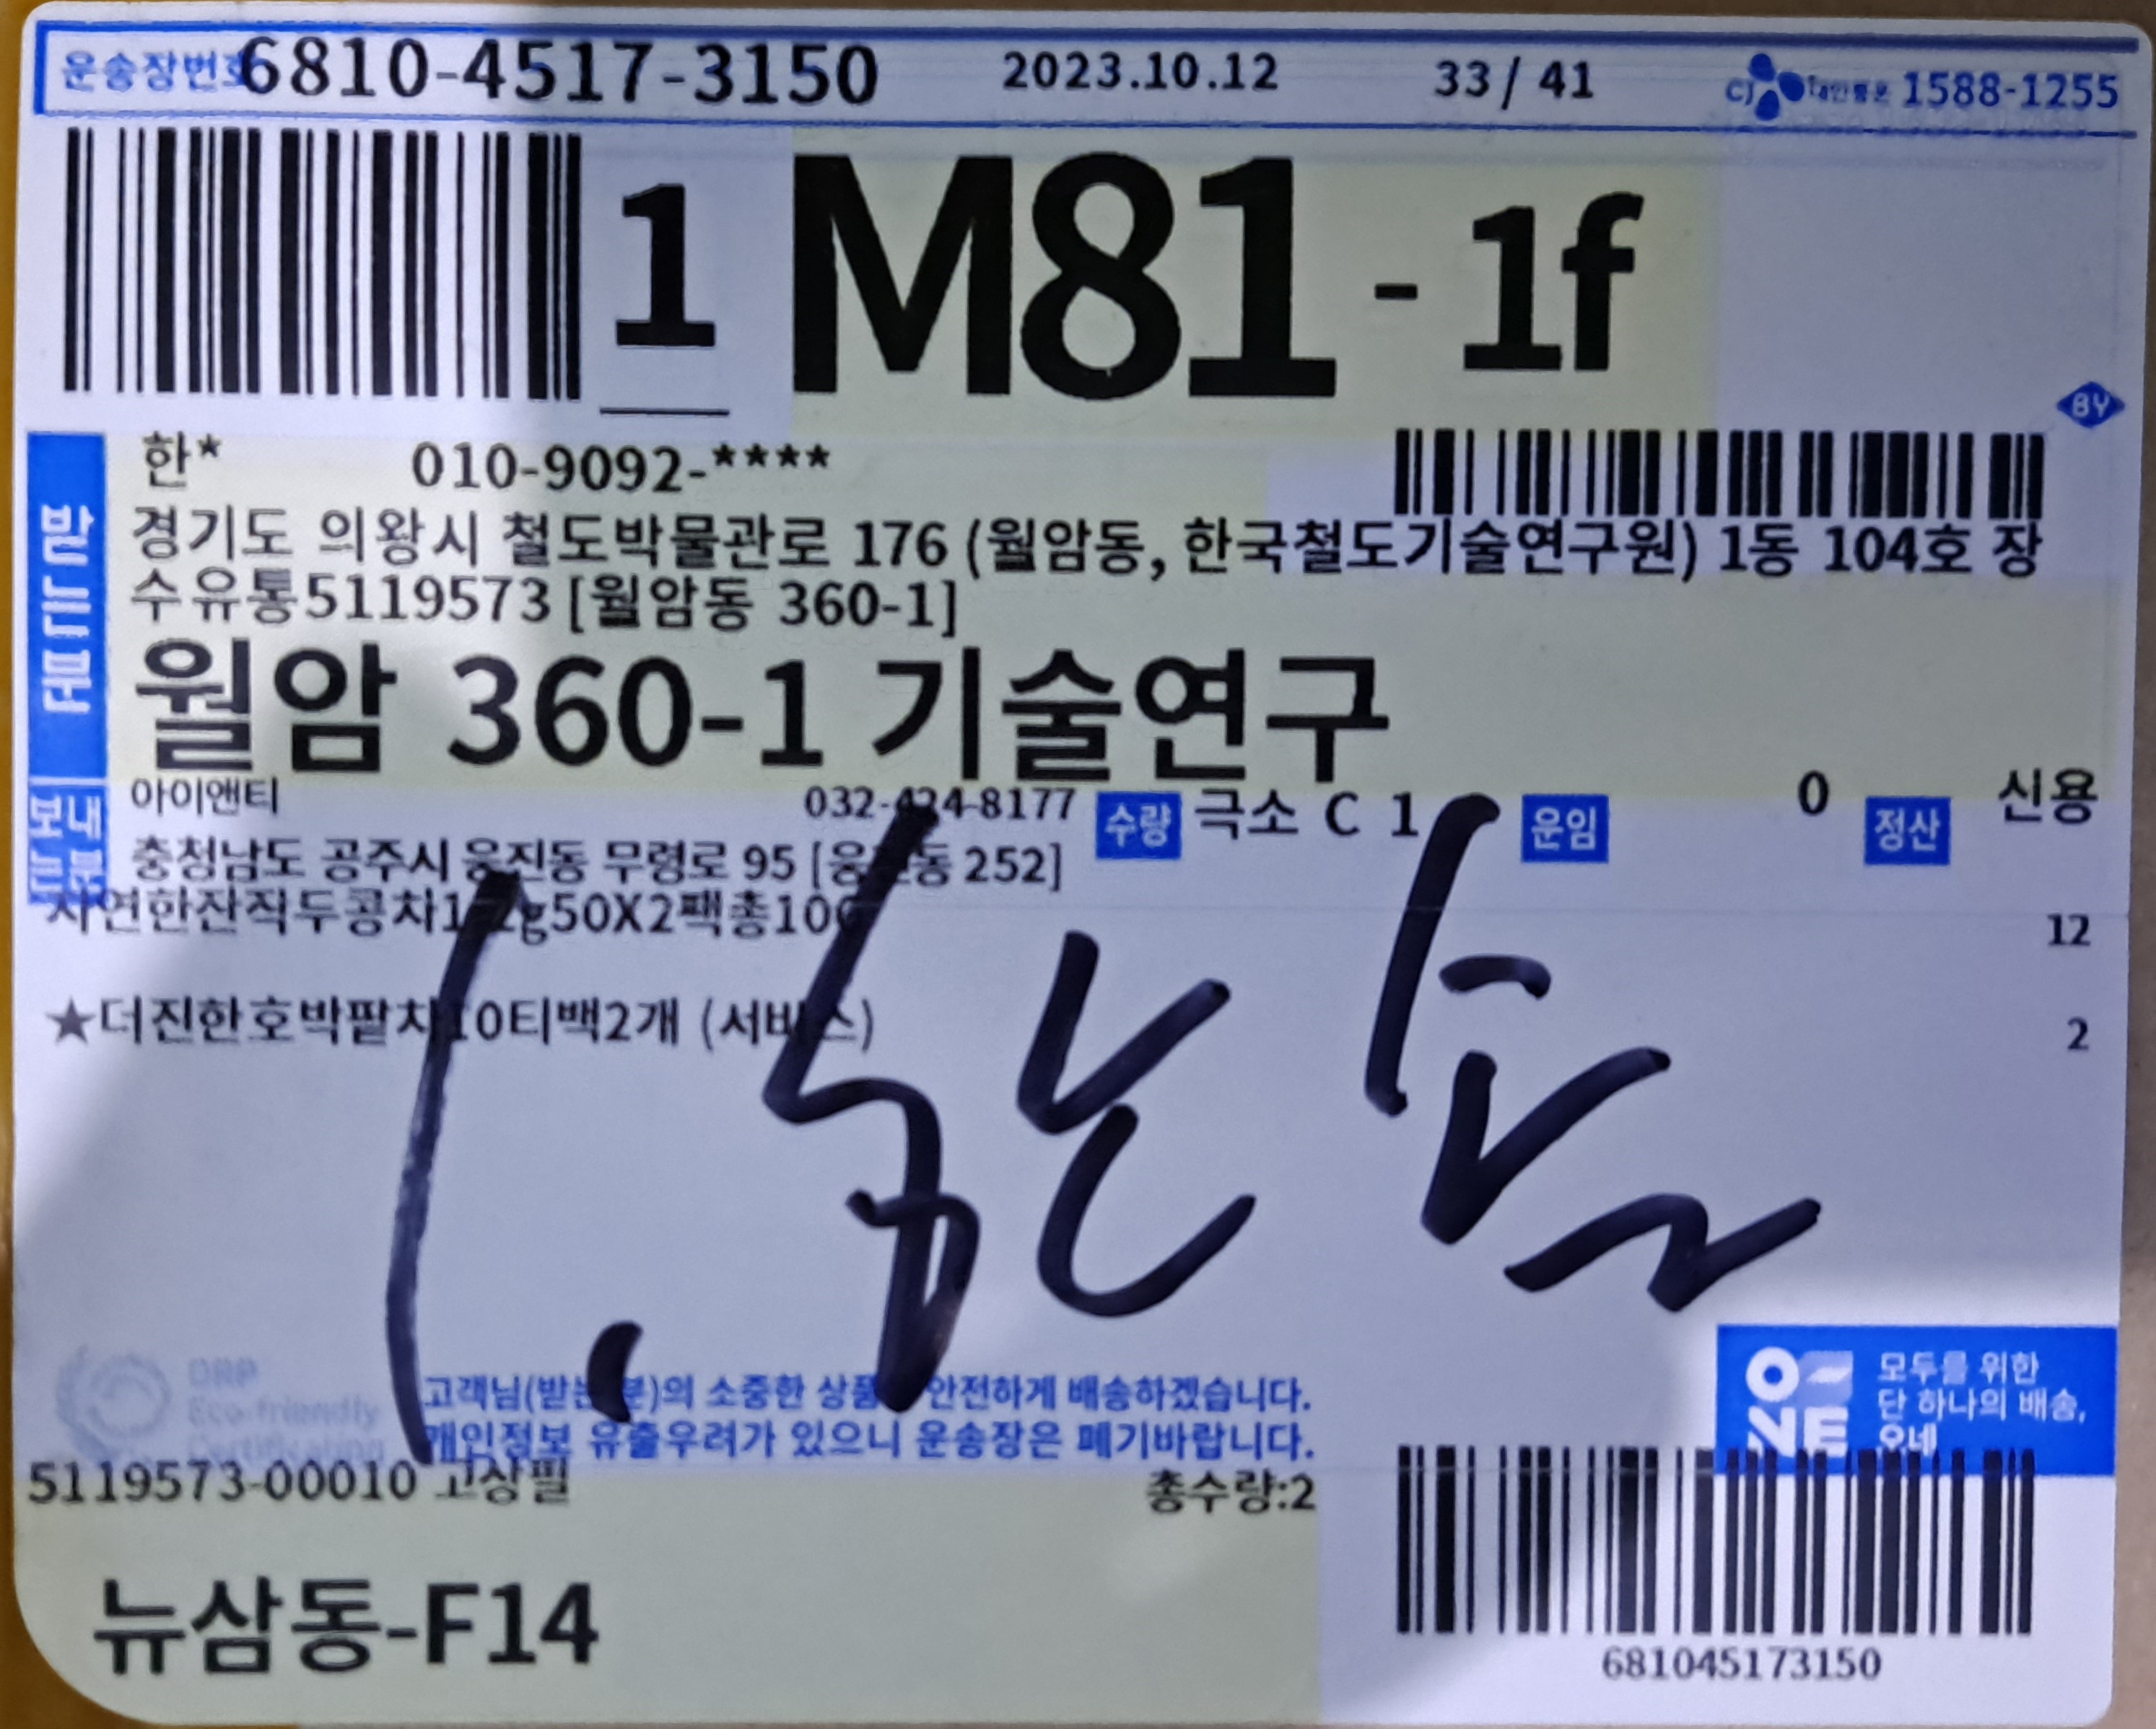 운송장번호 6810-4517-3150 2023.10.12 33 / 41 CJ 대한통운 1588-1255
1 M81 - 1f
BY
한* 010-9092-****
받는분
경기도 의왕시 철도박물관로 176 (월암동, 한국철도기술연구원) 1동 104호 장
수유통5119573 [월암동 360-1]
월암 360-1 기술연구
보내는분
아이앤티 032-424-8177 수량 극소 C 1 운임 0 정산 신용
충청남도 공주시 웅진동 무령로 95 [웅진동 252]
자연한잔작두콩차1.2g50X2팩총100 12
★더진한호박팥차10티백2개 (서비스) 2
DRP
Eco-friendly
Certification
고객님(받는분)의 소중한 상품 안전하게 배송하겠습니다.
개인정보 유출우려가 있으니 운송장은 폐기바랍니다.
ONE 모두를 위한
단 하나의 배송,
오네
5119573-00010 고상필 총수량:2
뉴삼동-F14
681045173150